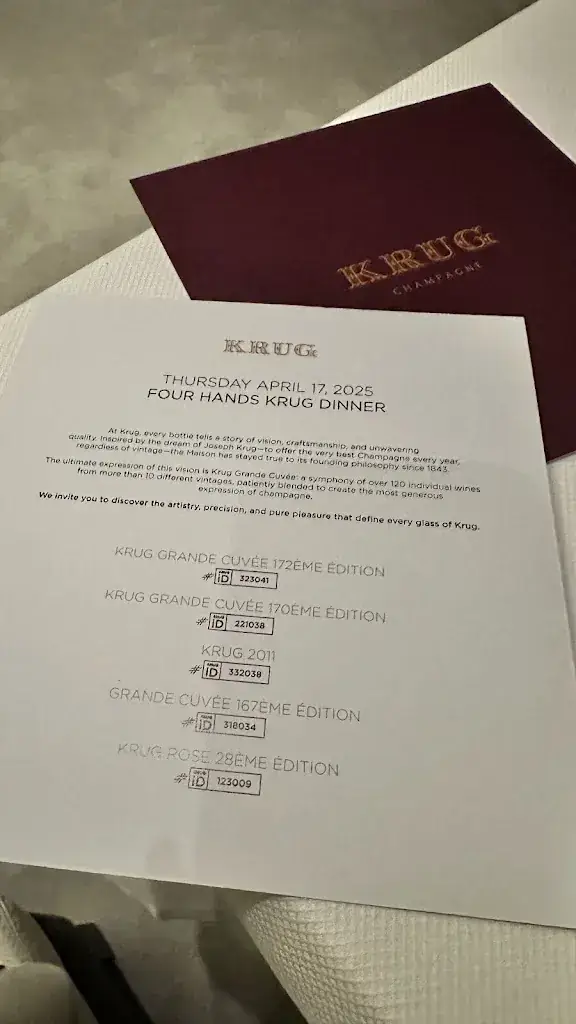 KRUG
CHAMPAGNE
KRUG
THURSDAY APRIL 17, 2025
FOUR HANDS KRUG DINNER
At Krug, every bottle tells a story of vision, craftsmanship, and unwavering
quality. Inspired by the dream of Joseph Krug—to offer the very best Champagne every year,
regardless of vintage—the Maison has stayed true to its founding philosophy since 1843.
The ultimate expression of this vision is Krug Grande Cuvée: a symphony of over 120 individual wines
from more than 10 different vintages, patiently blended to create the most generous
expression of champagne.
We invite you to discover the artistry, precision, and pure pleasure that define every glass of Krug.
KRUG GRANDE CUVÉE 172ÈME ÉDITION
# KRUG iD 323041
KRUG GRANDE CUVÉE 170ÈME ÉDITION
# KRUG iD 221038
KRUG 2011
# KRUG iD 332038
GRANDE CUVÉE 167ÈME ÉDITION
# KRUG iD 318034
KRUG ROSE 28ÈME ÉDITION
# KRUG iD 123009